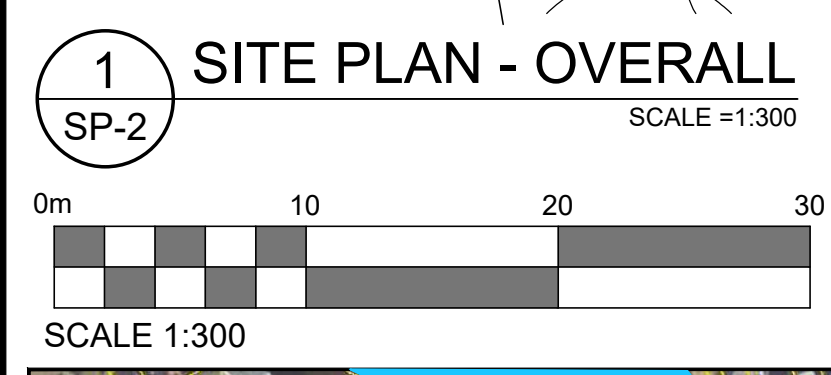 1
SITE PLAN - OVERALL
SP-2
SCALE =1:300
0m 10 20 30
SCALE 1:300